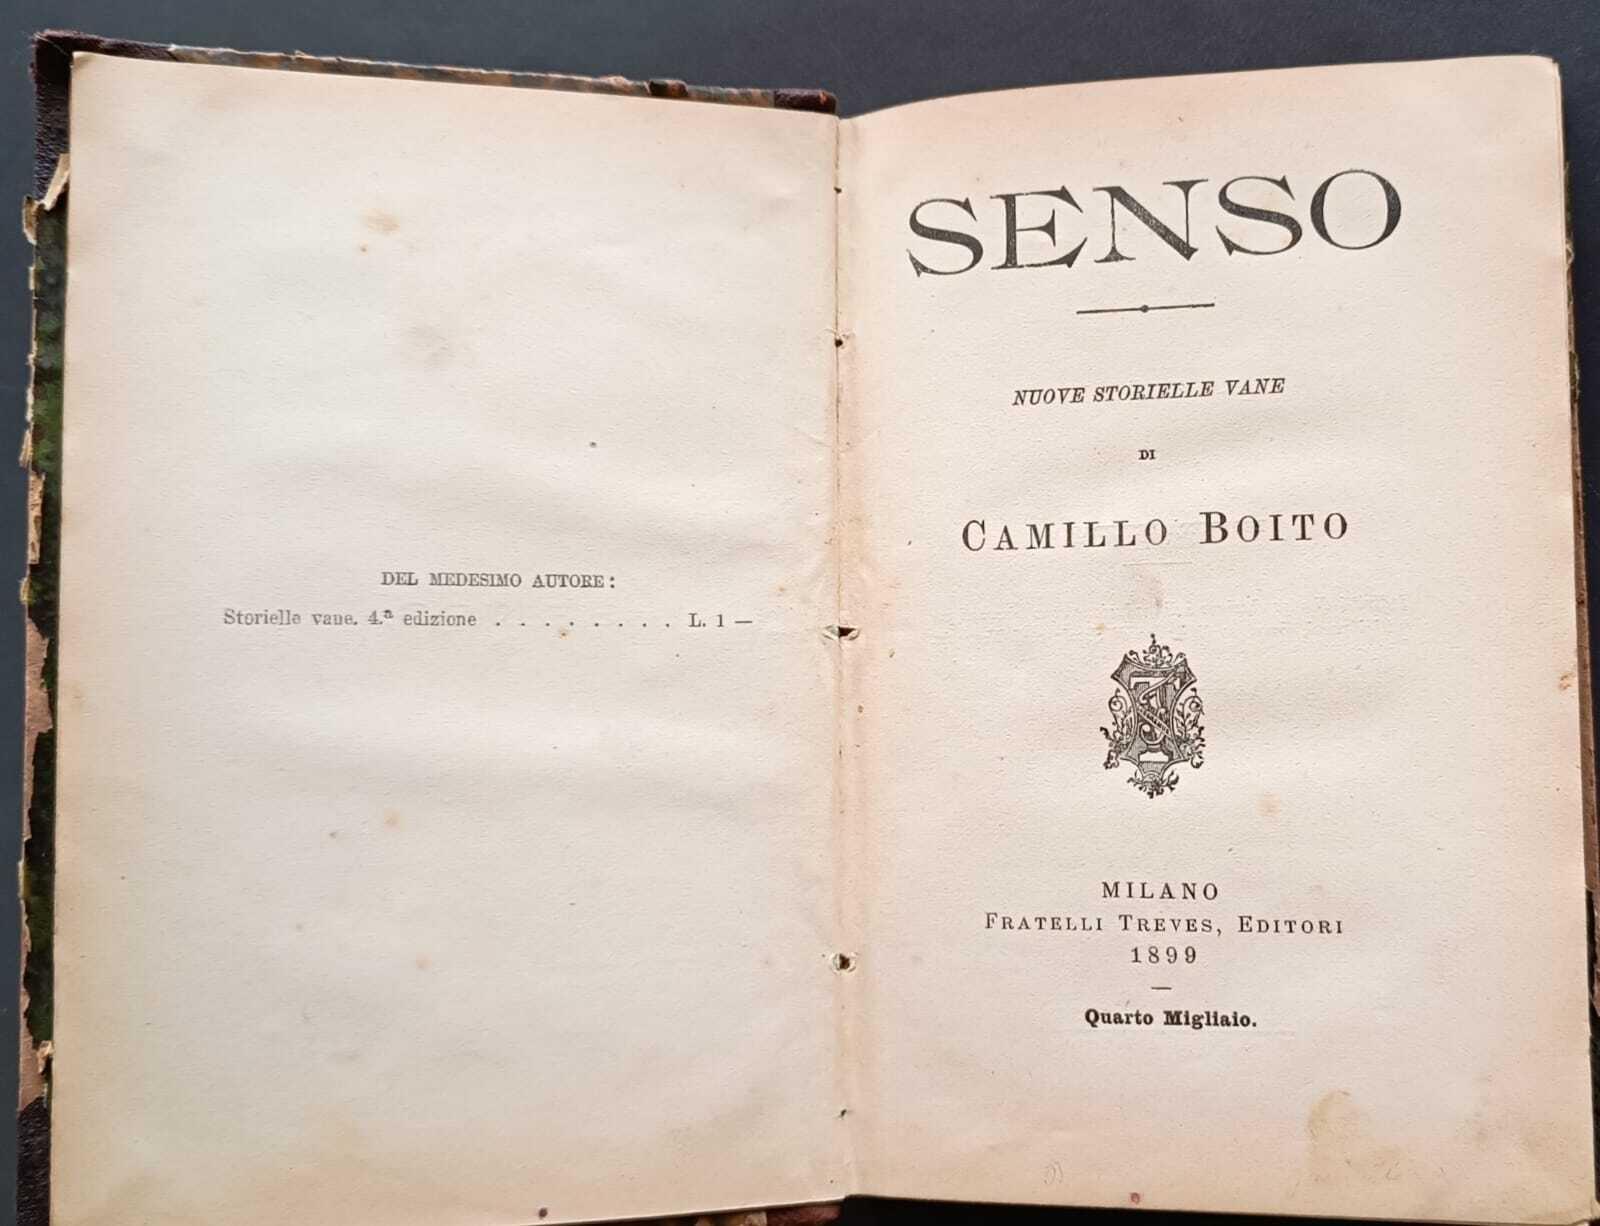 DEL MEDESIMO AUTORE:
Storielle vane. 4.ª edizione . . . . . . . . L. 1 —
SENSO
NUOVE STORIELLE VANE
DI
CAMILLO BOITO
MILANO
FRATELLI TREVES, EDITORI
1899
—
Quarto Migliaio.